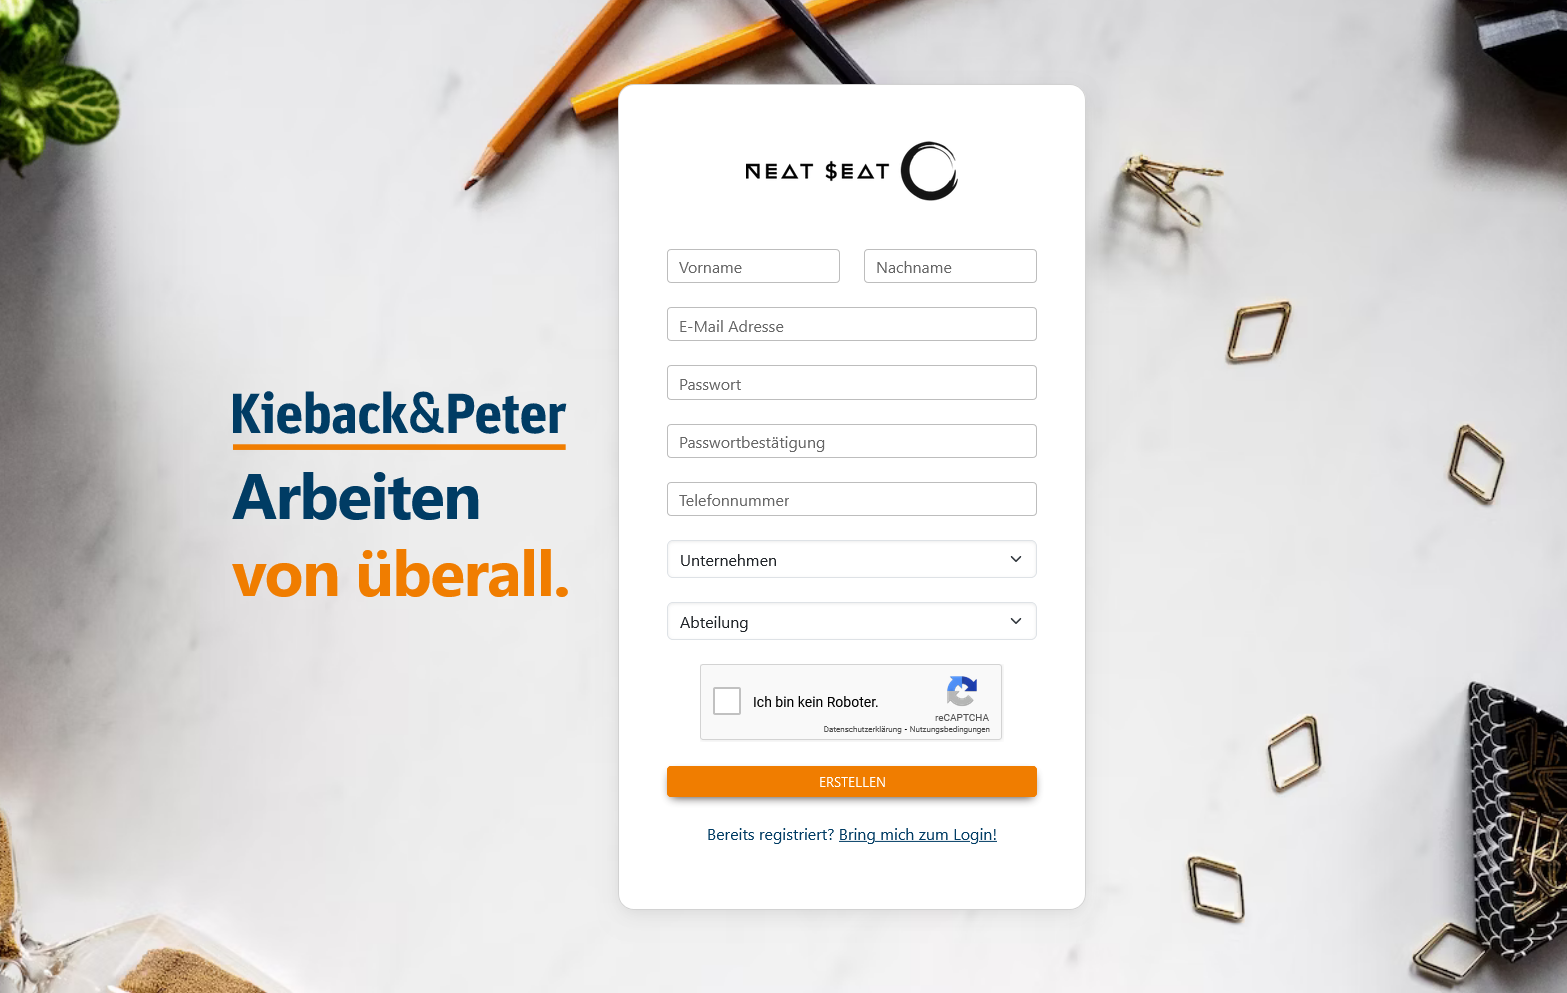 Kieback&Peter
Arbeiten
von überall.
NEAT SEAT
Vorname
Nachname
E-Mail Adresse
Passwort
Passwortbestätigung
Telefonnummer
Unternehmen
Abteilung
Ich bin kein Roboter.
reCAPTCHA
Datenschutzerklärung - Nutzungsbedingungen
ERSTELLEN
Bereits registriert? Bring mich zum Login!